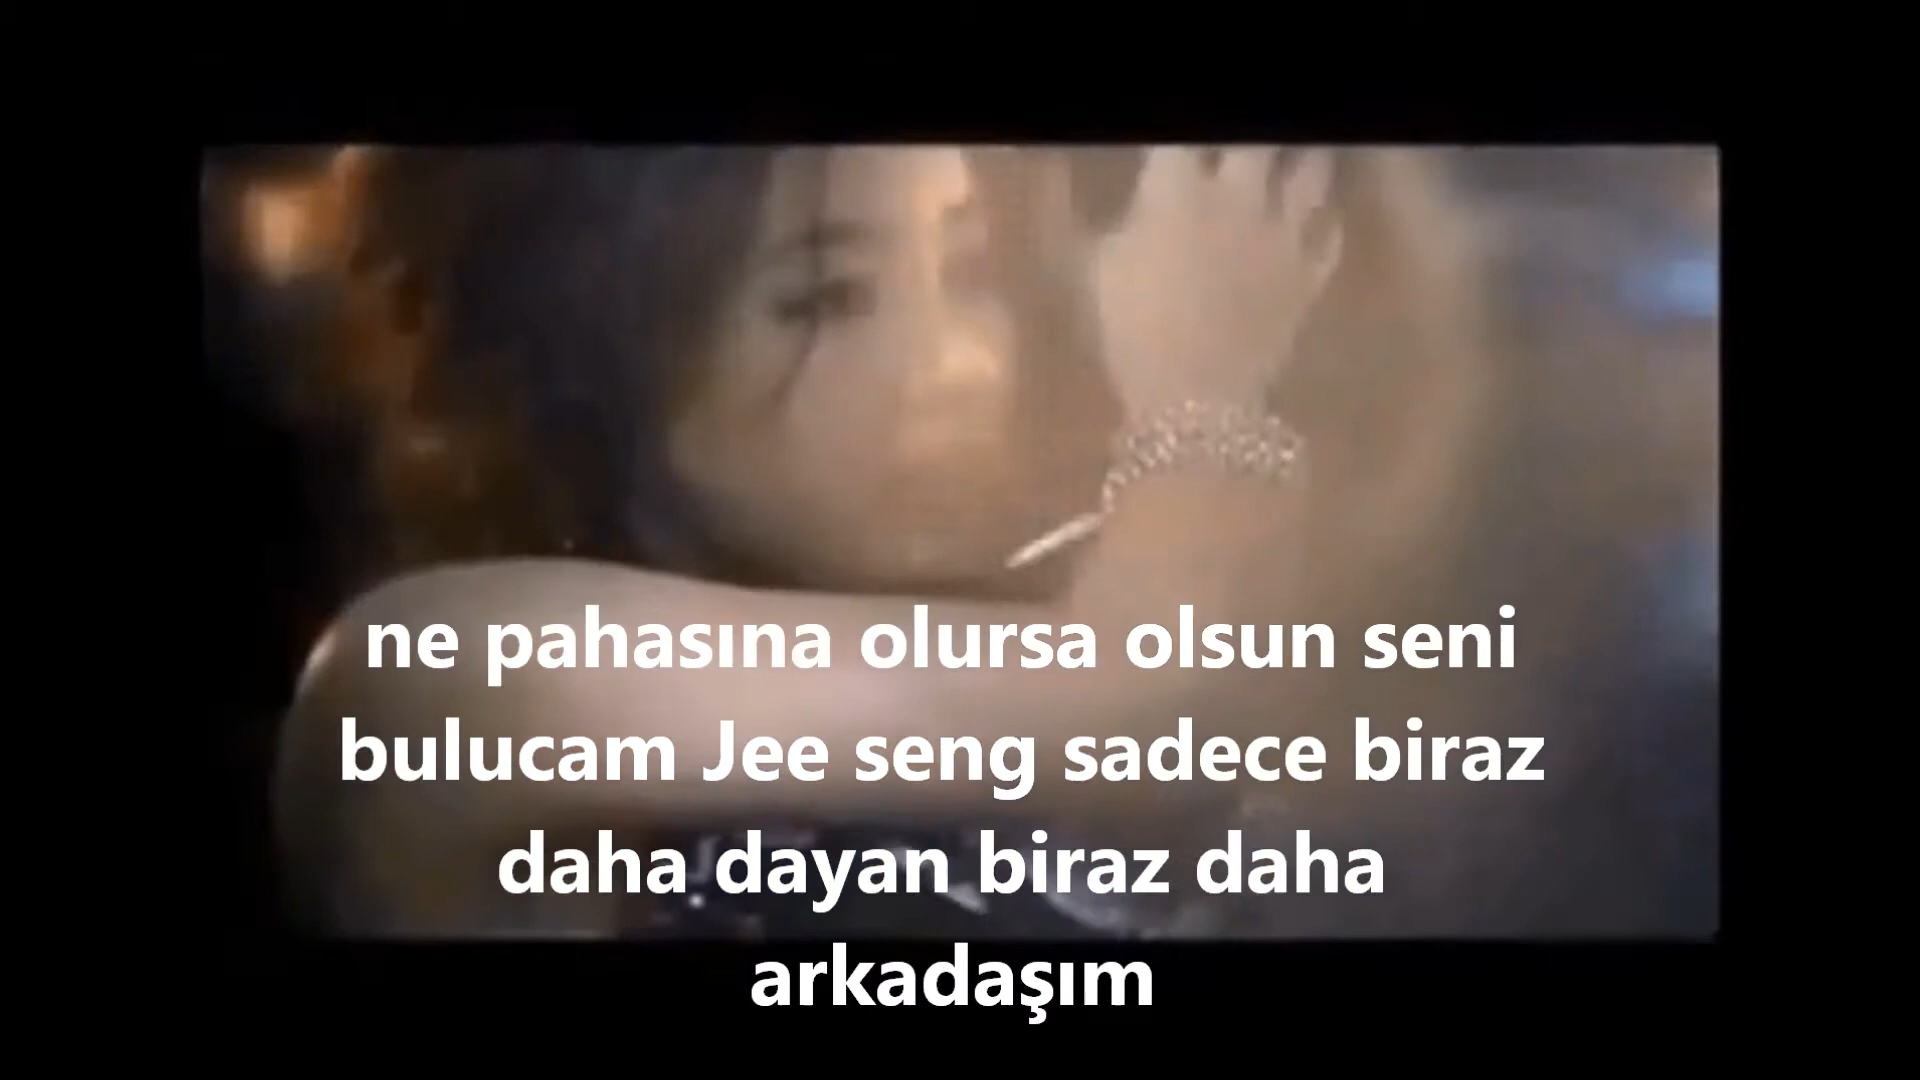 ne pahasına olursa olsun seni
bulucam Jee seng sadece biraz
daha dayan biraz daha
arkadaşım